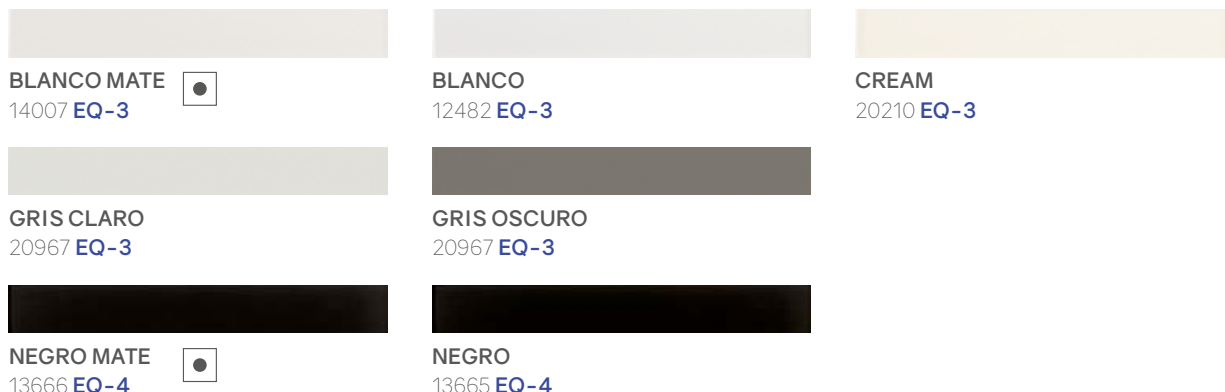 BLANCO MATE
14007 EQ-3
BLANCO
12482 EQ-3
CREAM
20210 EQ-3
GRIS CLARO
20967 EQ-3
GRIS OSCURO
20967 EQ-3
NEGRO MATE
13666 EQ-4
NEGRO
13665 EQ-4